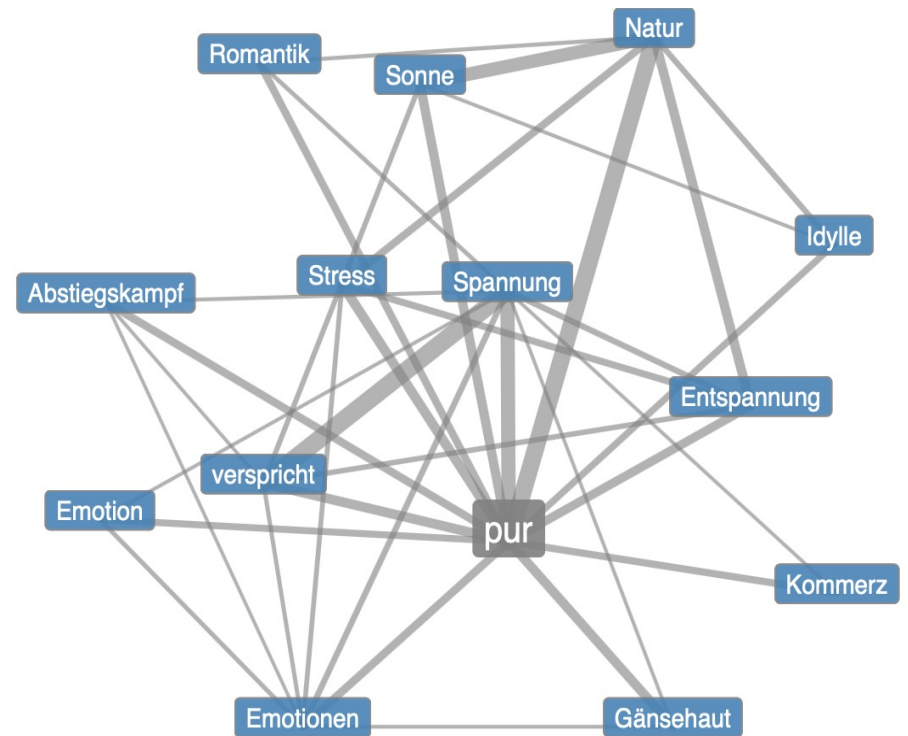 Natur
Romantik
Sonne
Idylle
Stress
Spannung
Abstiegskampf
Entspannung
verspricht
Emotion
pur
Kommerz
Emotionen
Gänsehaut